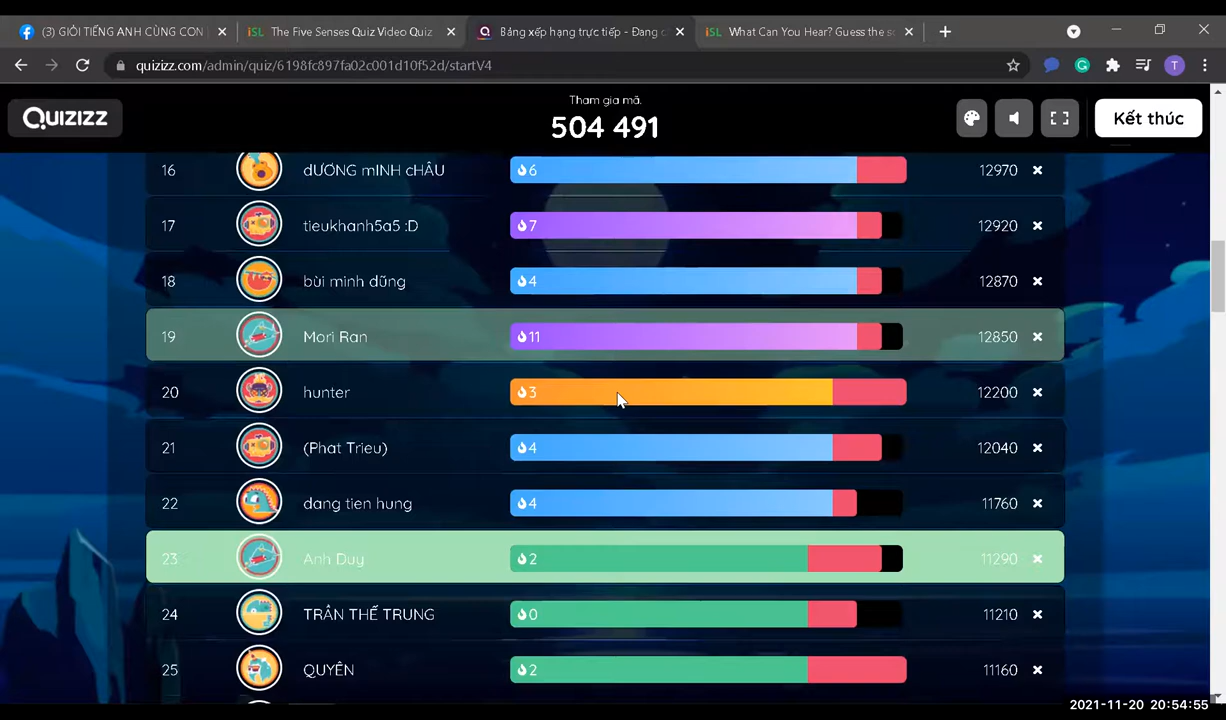 (3) GIỎI TIẾNG ANH CÙNG CON
iSL The Five Senses Quiz Video Quiz
Bảng xếp hạng trực tiếp - Đang c
iSL What Can You Hear? Guess the so
quizizz.com/admin/quiz/6198fc897fa02c001d10f52d/startV4
T
QUIZIZZ
Tham gia mã.
504 491
Kết thúc
16 dƯƠNG mINH cHÂU 6 12970
17 tieukhanh5a5 :D 7 12920
18 bùi minh dũng 4 12870
19 Mori Ran 11 12850
20 hunter 3 12200
21 (Phat Trieu) 4 12040
22 dang tien hung 4 11760
23 Anh Duy 2 11290
24 TRẦN THẾ TRUNG 0 11210
25 QUYÊN 2 11160
2021-11-20 20:54:55